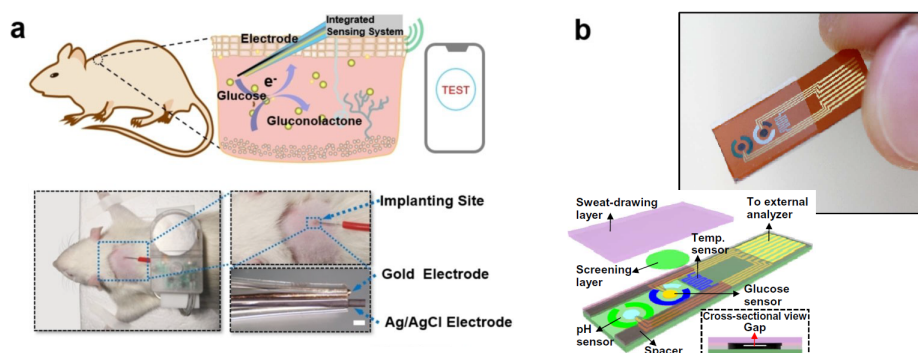 a
Integrated
Sensing System
Electrode
e-
Glucose
Gluconolactone
TEST
Implanting Site
Gold Electrode
Ag/AgCl Electrode
b
Sweat-drawing
layer
To external
analyzer
Temp.
sensor
Screening
layer
Glucose
sensor
pH
sensor
Spacer
Cross-sectional view
Gap